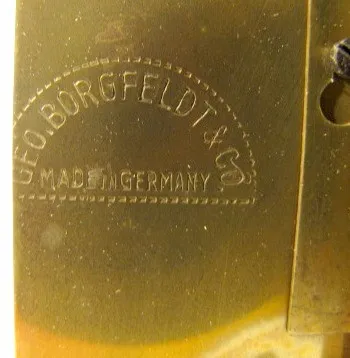 GEO. BORGFELDT & CO
MADE IN GERMANY